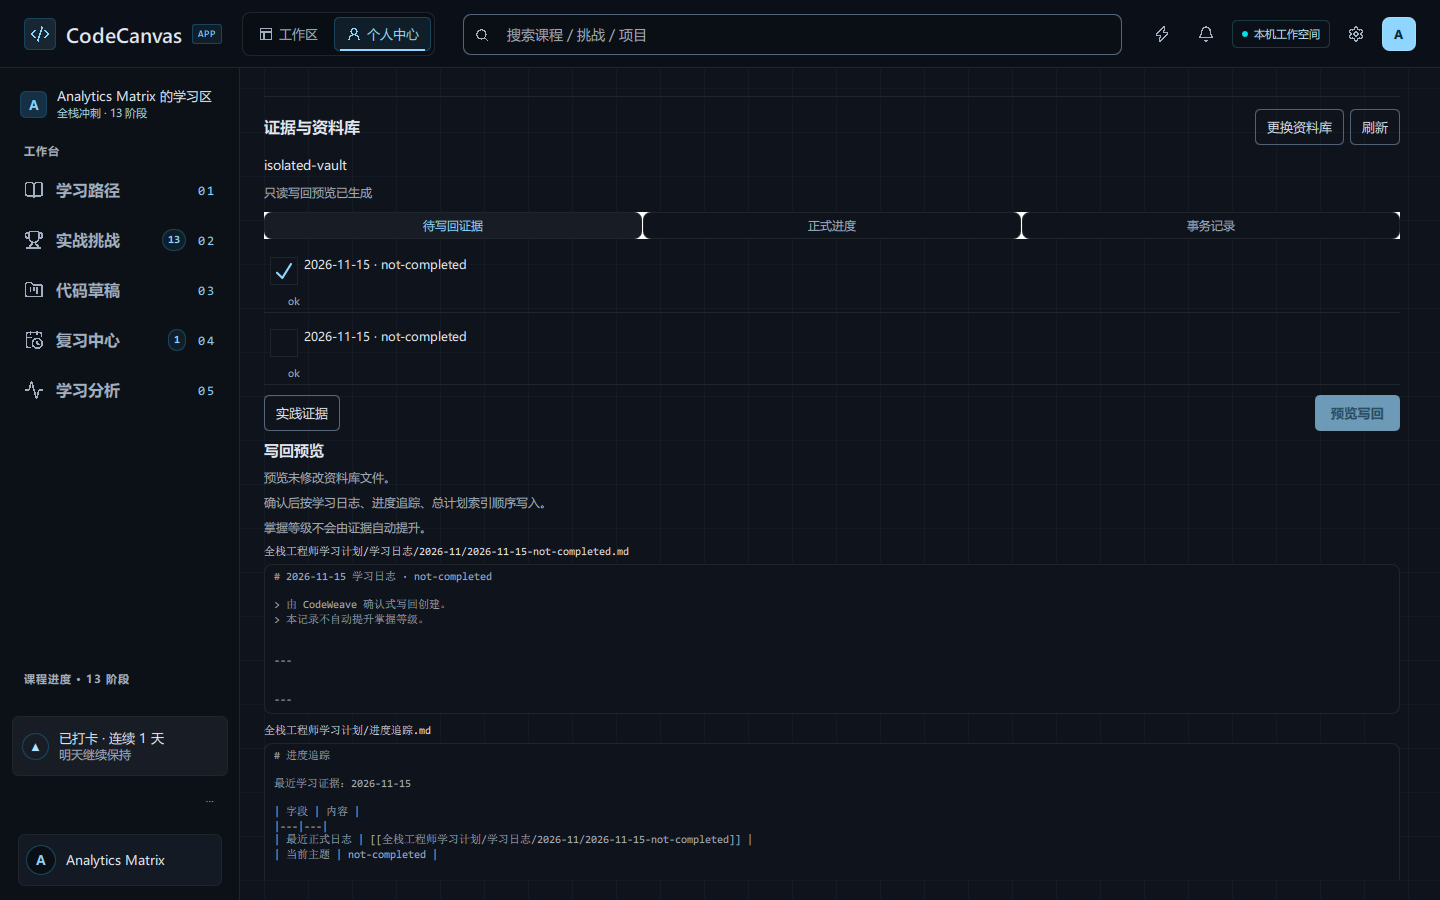 CodeCanvas APP
工作区
个人中心
搜索课程 / 挑战 / 项目
本机工作空间
A
A
Analytics Matrix 的学习区
全栈冲刺 · 13 阶段
工作台
学习路径 01
实战挑战 13 02
代码草稿 03
复习中心 1 04
学习分析 05
课程进度 • 13 阶段
已打卡 · 连续 1 天
明天继续保持
...
A
Analytics Matrix
证据与资料库
更换资料库
刷新
isolated-vault
只读写回预览已生成
待写回证据
正式进度
事务记录
2026-11-15 · not-completed
ok
2026-11-15 · not-completed
ok
实践证据
预览写回
写回预览
预览未修改资料库文件。
确认后按学习日志、进度追踪、总计划索引顺序写入。
掌握等级不会由证据自动提升。
全栈工程师学习计划/学习日志/2026-11/2026-11-15-not-completed.md
# 2026-11-15 学习日志 · not-completed
> 由 CodeWeave 确认式写回创建。
> 本记录不自动提升掌握等级。
---
---
全栈工程师学习计划/进度追踪.md
# 进度追踪
最近学习证据: 2026-11-15
| 字段 | 内容 |
|---|---|
| 最近正式日志 | [[全栈工程师学习计划/学习日志/2026-11/2026-11-15-not-completed]] |
| 当前主题 | not-completed |